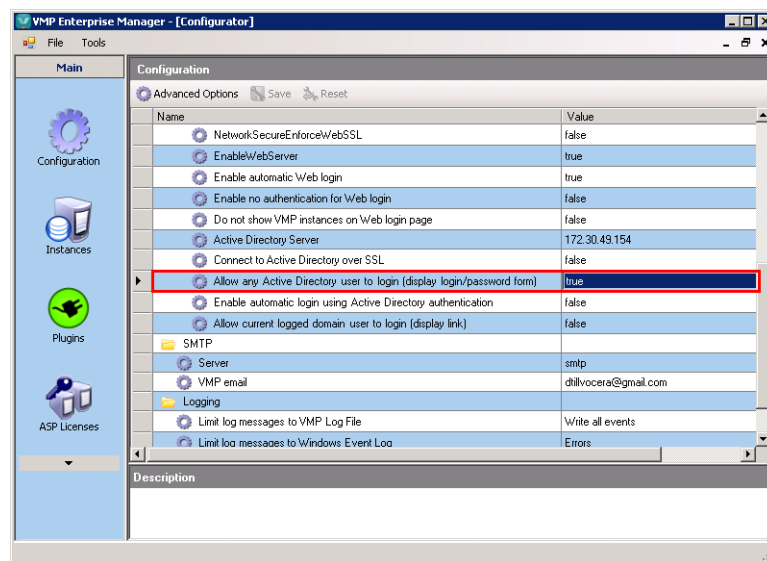 VMP Enterprise Manager - [Configurator]
File Tools
Main
Configuration
Instances
Plugins
ASP Licenses
Configuration
Advanced Options Save Reset
Name Value
NetworkSecureEnforceWebSSL false
EnableWebServer true
Enable automatic Web login true
Enable no authentication for Web login false
Do not show VMP instances on Web login page false
Active Directory Server 172.30.49.154
Connect to Active Directory over SSL false
Allow any Active Directory user to login (display login/password form) true
Enable automatic login using Active Directory authentication false
Allow current logged domain user to login (display link) false
SMTP
Server smtp
VMP email dtillvocera@gmail.com
Logging
Limit log messages to VMP Log File Write all events
Limit log messages to Windows Event Log Errors
Description